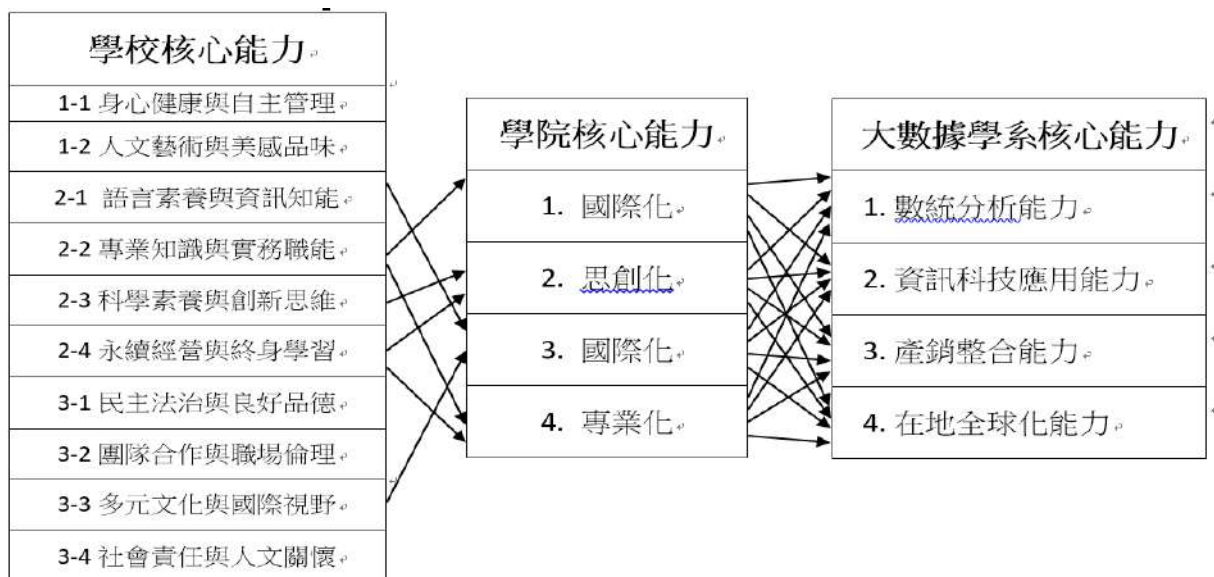 學校核心能力
1-1 身心健康與自主管理
1-2 人文藝術與美感品味
2-1 語言素養與資訊知能
2-2 專業知識與實務職能
2-3 科學素養與創新思維
2-4 永續經營與終身學習
3-1 民主法治與良好品德
3-2 團隊合作與職場倫理
3-3 多元文化與國際視野
3-4 社會責任與人文關懷
學院核心能力
1. 國際化
2. 思創化
3. 國際化
4. 專業化
大數據學系核心能力
1. 數統分析能力
2. 資訊科技應用能力
3. 產銷整合能力
4. 在地全球化能力